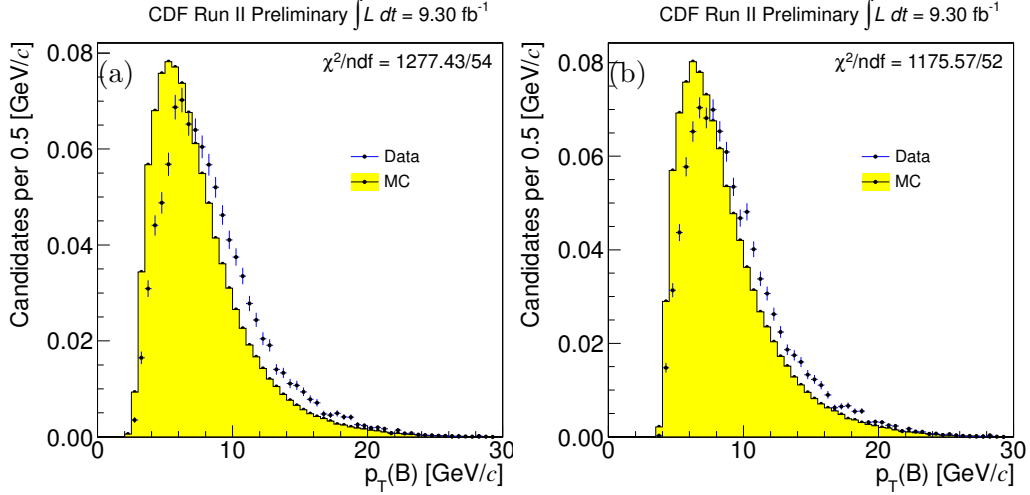 CDF Run II Preliminary ∫L dt = 9.30 fb⁻¹
(a)
χ²/ndf = 1277.43/54
Data
MC
Candidates per 0.5 [GeV/c]
0.08
0.06
0.04
0.02
0.00
0 10 20 30
p_T(B) [GeV/c]
CDF Run II Preliminary ∫L dt = 9.30 fb⁻¹
(b)
χ²/ndf = 1175.57/52
Data
MC
Candidates per 0.5 [GeV/c]
0.08
0.06
0.04
0.02
0.00
0 10 20 30
p_T(B) [GeV/c]